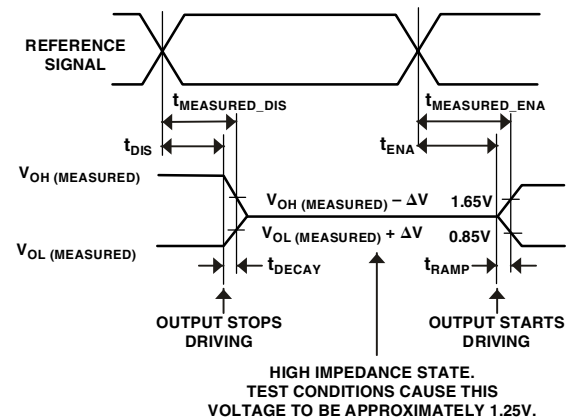 REFERENCE
SIGNAL
tMEASURED_DIS
tMEASURED_ENA
tDIS
tENA
VOH (MEASURED)
VOH (MEASURED) – ΔV
1.65V
VOL (MEASURED) + ΔV
0.85V
VOL (MEASURED)
tDECAY
tRAMP
OUTPUT STOPS
DRIVING
OUTPUT STARTS
DRIVING
HIGH IMPEDANCE STATE.
TEST CONDITIONS CAUSE THIS
VOLTAGE TO BE APPROXIMATELY 1.25V.